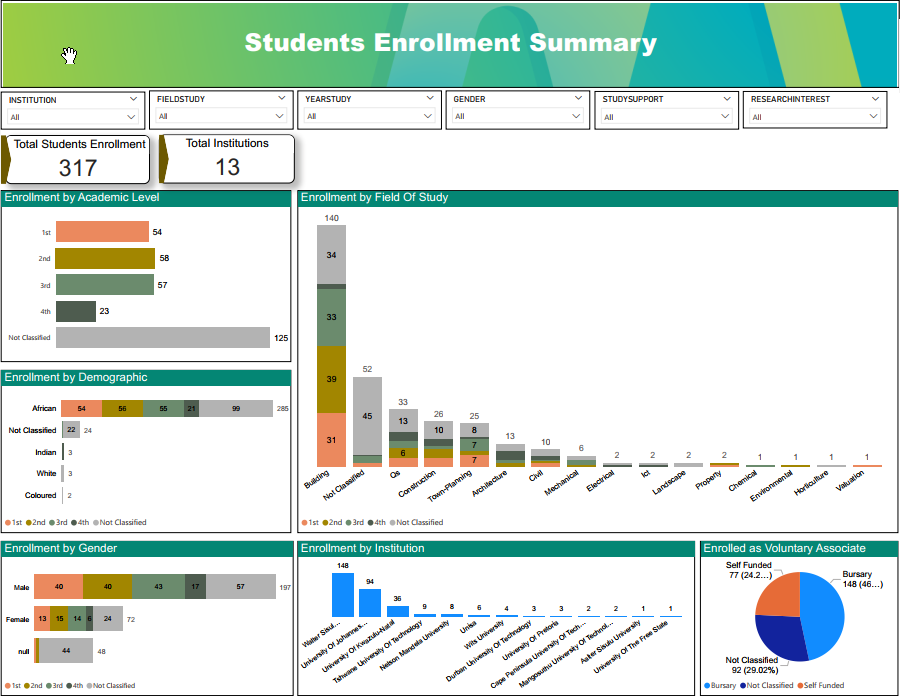 Students Enrollment Summary
INSTITUTION
All
FIELDSTUDY
All
YEARSTUDY
All
GENDER
All
STUDYSUPPORT
All
RESEARCHINTEREST
All
Total Students Enrollment
317
Total Institutions
13
Enrollment by Academic Level
1st 54
2nd 58
3rd 57
4th 23
Not Classified 125
Enrollment by Demographic
African 54 56 55 21 99 285
Not Classified 22 24
Indian 3
White 3
Coloured 2
1st 2nd 3rd 4th Not Classified
Enrollment by Field Of Study
140 52 33 26 25 13 10 6 2 2 2 2 1 1 1 1
34
33
39
31
45
13
6
10
8
7
7
Building
Not Classified
Qs
Construction
Town-Planning
Architecture
Civil
Mechanical
Electrical
Ict
Landscape
Property
Chemical
Environmental
Horticulture
Valuation
1st 2nd 3rd 4th Not Classified
Enrollment by Gender
Male 40 40 43 17 57 197
Female 13 15 14 6 24 72
null 44 48
1st 2nd 3rd 4th Not Classified
Enrollment by Institution
148 94 36 9 8 6 4 3 3 2 2 1 1
Walter Sisul...
University Of Johannes...
University Of Kwazulu-Natal
Tshwane University Of Technology
Nelson Mandela University
Unisa
Wits University
Durban University Of Technology
University Of Pretoria
Cape Peninsula University Of Tech...
Mangosuthu University Of Technol...
Walter Sisulu University
University Of The Free State
Enrolled as Voluntary Associate
Self Funded
77 (24.2...)
Bursary
148 (46...)
Not Classified
92 (29.02%)
Bursary Not Classified Self Funded